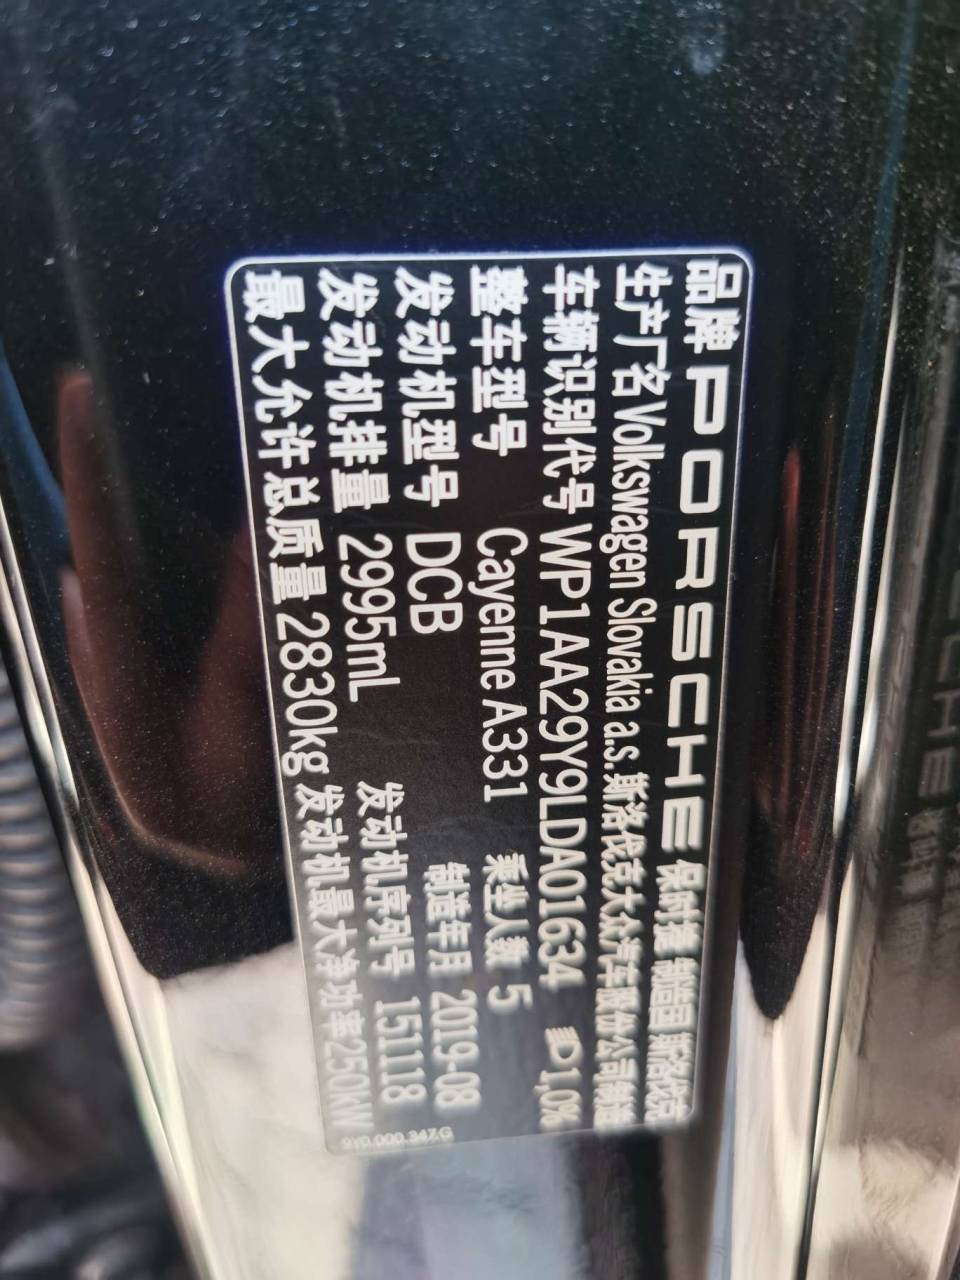 品牌 PORSCHE 保时捷 制造国 斯洛伐克
生产厂名 Volkswagen Slovakia a.s. 斯洛伐克大众汽车股份公司制造
车辆识别代号 WP1AA29Y9LDA01634 1,0%
整车型号 Cayenne A331 乘坐人数 5
发动机型号 DCB 制造年月 2019-08
发动机排量 2995mL 发动机序列号 151118
最大允许总质量 2830kg 发动机最大净功率250kW
9Y0.000.347.G